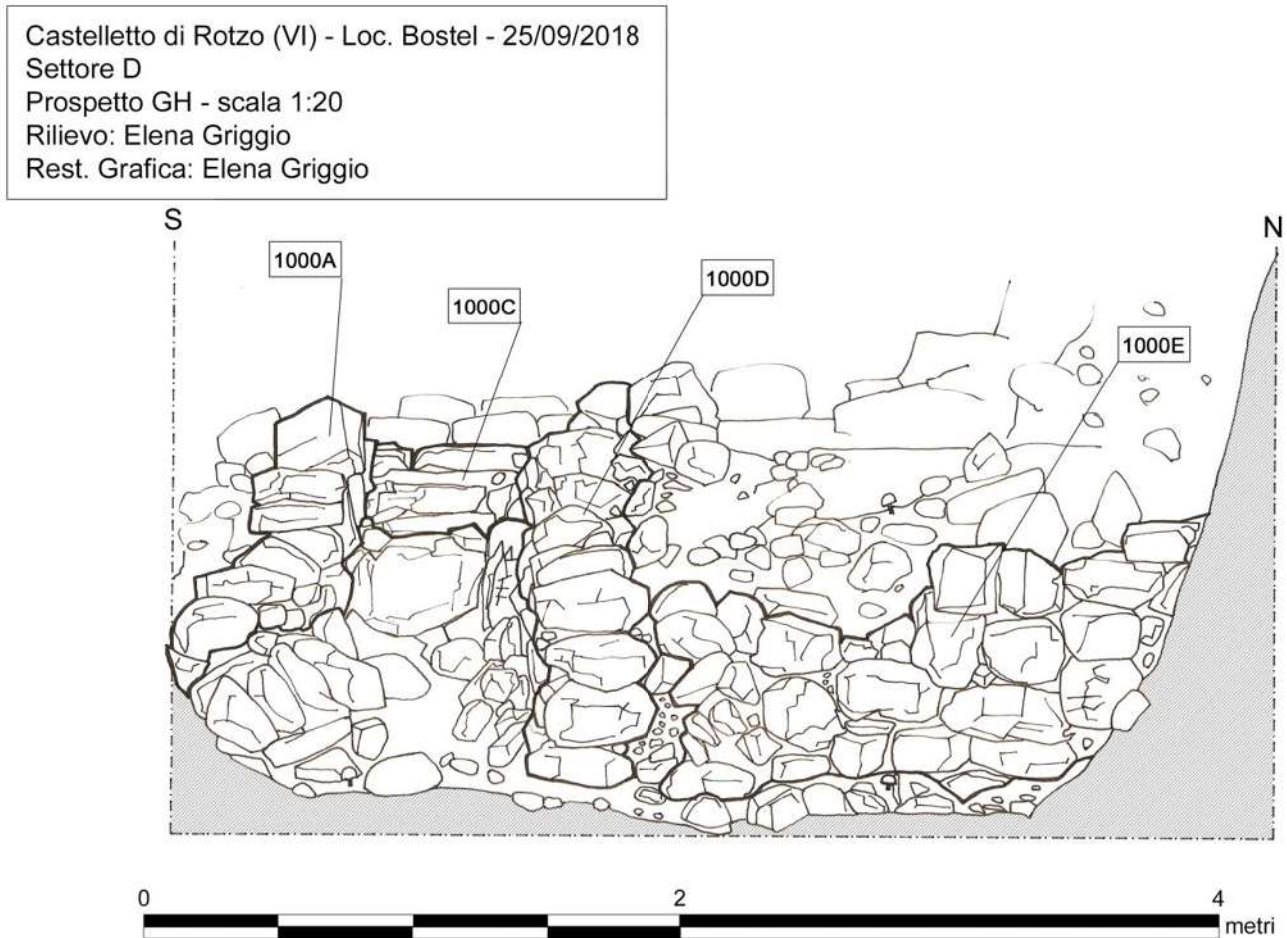 Castelletto di Rotzo (VI) - Loc. Bostel - 25/09/2018
Settore D
Prospetto GH - scala 1:20
Rilievo: Elena Griggio
Rest. Grafica: Elena Griggio
S
N
1000A
1000D
1000C
1000E
0
2
4
metri